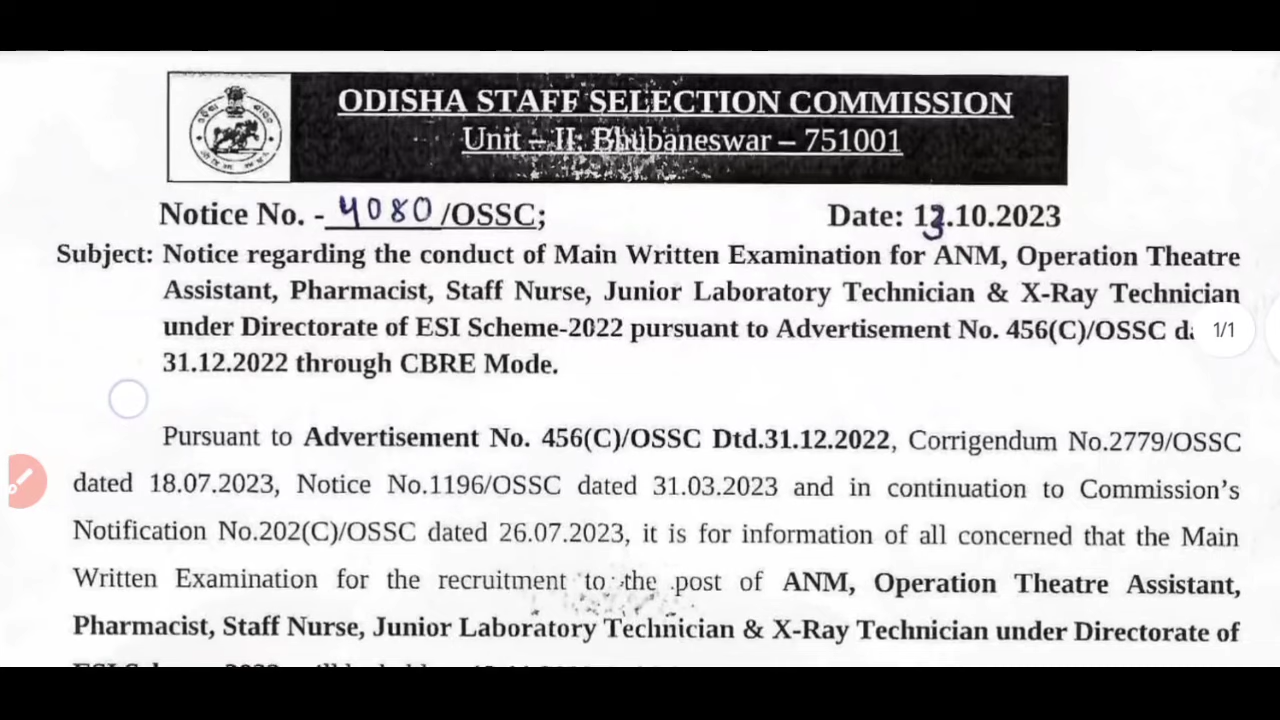 ODISHA STAFF SELECTION COMMISSION
Unit – II; Bhubaneswar – 751001
Notice No. - 4080/OSSC;
Date: 13.10.2023
Subject: Notice regarding the conduct of Main Written Examination for ANM, Operation Theatre
Assistant, Pharmacist, Staff Nurse, Junior Laboratory Technician & X-Ray Technician
under Directorate of ESI Scheme-2022 pursuant to Advertisement No. 456(C)/OSSC
1/1
31.12.2022 through CBRE Mode.
Pursuant to Advertisement No. 456(C)/OSSC Dtd.31.12.2022, Corrigendum No.2779/OSSC
dated 18.07.2023, Notice No.1196/OSSC dated 31.03.2023 and in continuation to Commission's
Notification No.202(C)/OSSC dated 26.07.2023, it is for information of all concerned that the Main
Written Examination for the recruitment to the post of ANM, Operation Theatre Assistant,
Pharmacist, Staff Nurse, Junior Laboratory Technician & X-Ray Technician under Directorate of